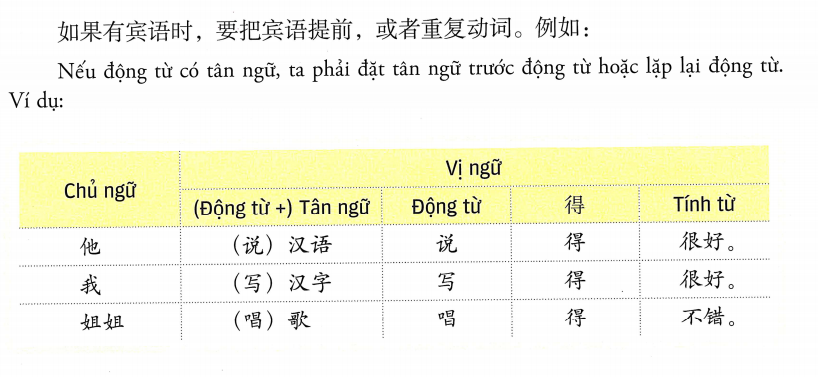 如果有宾语时，要把宾语提前，或者重复动词。例如：
Nếu động từ có tân ngữ, ta phải đặt tân ngữ trước động từ hoặc lặp lại động từ.
Ví dụ:
Chủ ngữ Vị ngữ
(Động từ +) Tân ngữ Động từ 得 Tính từ
他 （说）汉语 说 得 很好。
我 （写）汉字 写 得 很好。
姐姐 （唱）歌 唱 得 不错。